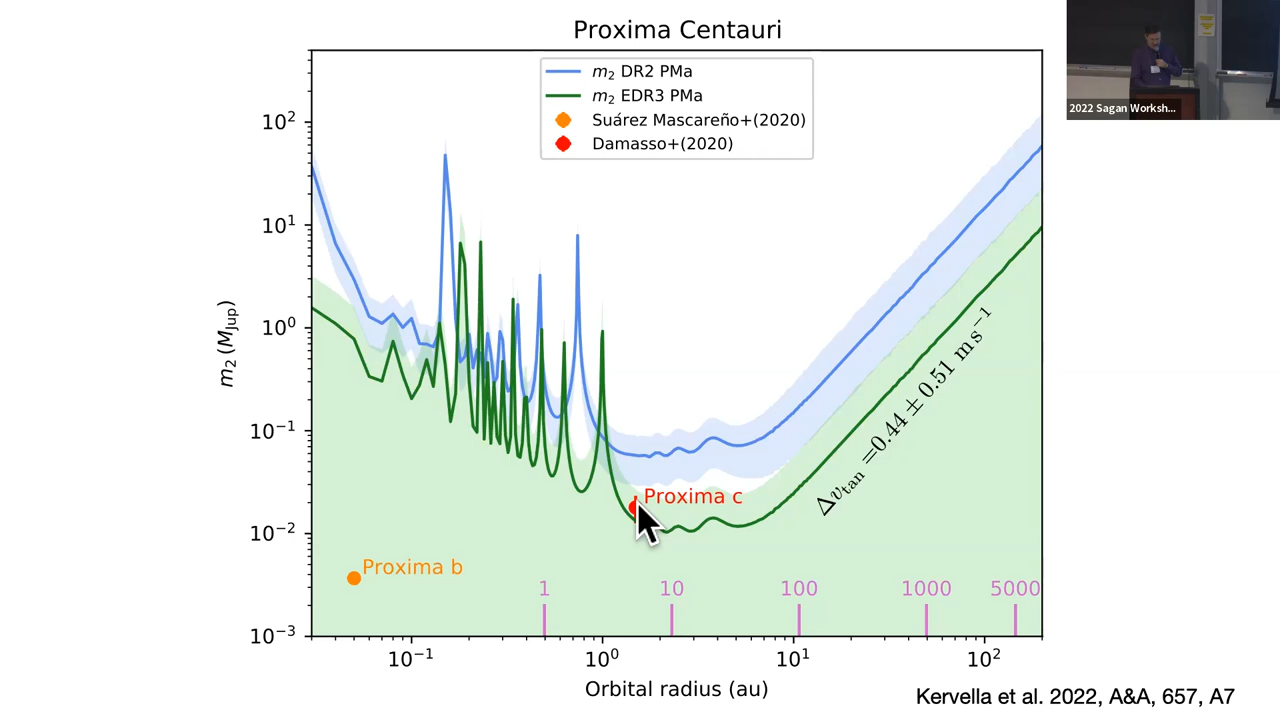 Proxima Centauri
m₂ DR2 PMa
m₂ EDR3 PMa
Suárez Mascareño+(2020)
Damasso+(2020)
2022 Sagan Worksh...
10²
10¹
10⁰
10⁻¹
10⁻²
10⁻³
m₂ (M_Jup)
Δv_tan =0.44 ± 0.51 m s⁻¹
Proxima c
Proxima b
1 10 100 1000 5000
10⁻¹ 10⁰ 10¹ 10²
Orbital radius (au)
Kervella et al. 2022, A&A, 657, A7